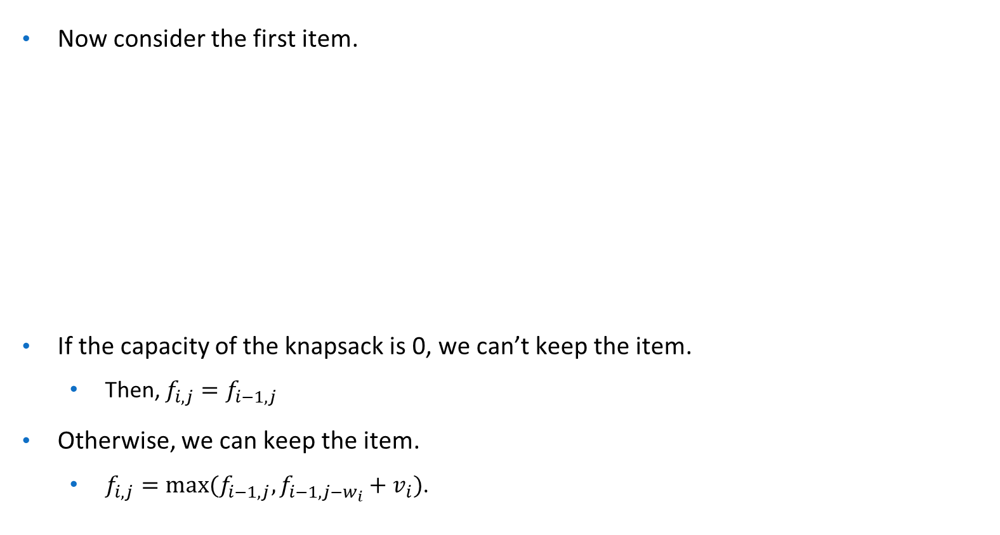 • Now consider the first item.
• If the capacity of the knapsack is 0, we can’t keep the item.
• Then, $f_{i,j} = f_{i-1,j}$
• Otherwise, we can keep the item.
• $f_{i,j} = \max(f_{i-1,j}, f_{i-1,j-w_i} + v_i)$.